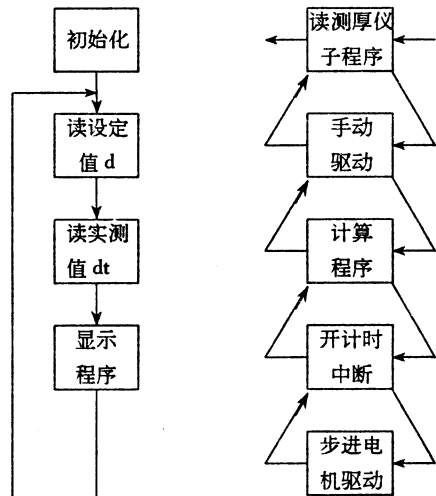 初始化
读设定
值 d
读实测
值 dt
显示
程序
读测厚仪
子程序
手动
驱动
计算
程序
开计时
中断
步进电
机驱动